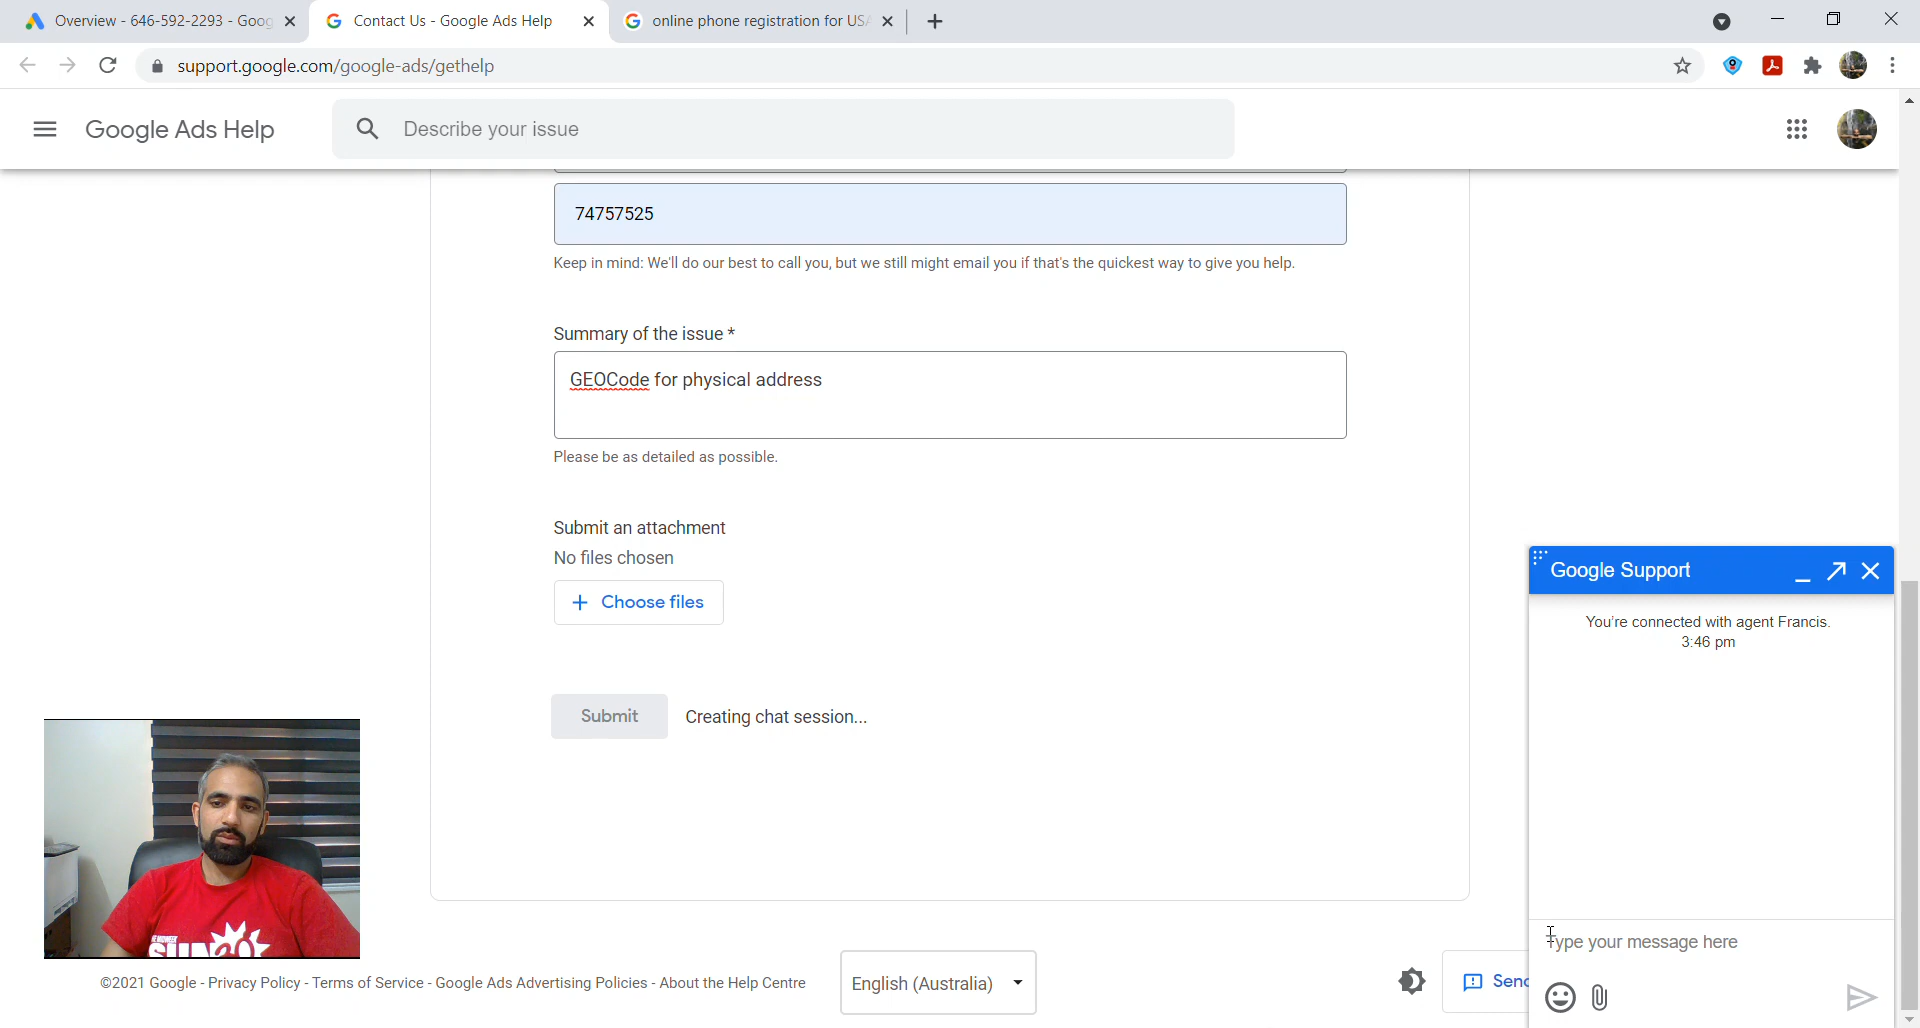 Overview - 646-592-2293 - Goog
Contact Us - Google Ads Help
online phone registration for USA
support.google.com/google-ads/gethelp
Google Ads Help
Describe your issue
74757525
Keep in mind: We'll do our best to call you, but we still might email you if that's the quickest way to give you help.
Summary of the issue *
GEOCode for physical address
Please be as detailed as possible.
Submit an attachment
No files chosen
+ Choose files
Submit
Creating chat session...
Google Support
You're connected with agent Francis.
3:46 pm
Type your message here
SUN20
©2021 Google - Privacy Policy - Terms of Service - Google Ads Advertising Policies - About the Help Centre
English (Australia)
Send